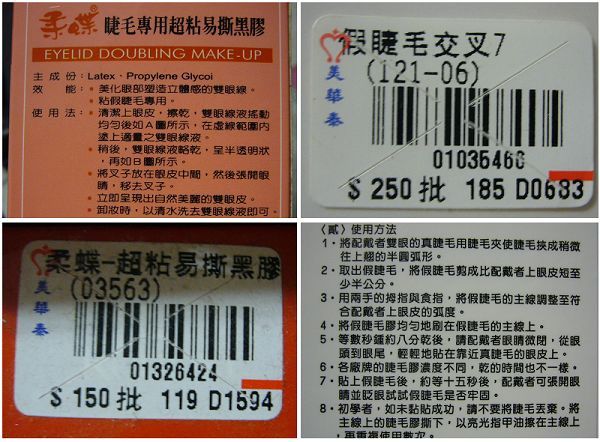 柔蝶® 睫毛專用超粘易撕黑膠
EYELID DOUBLING MAKE-UP
主成份：Latex、Propylene Glycol
效能：• 美化眼部塑造立體感的雙眼線。
• 粘假睫毛專用。
使用法：• 清潔上眼皮，擦乾，雙眼線液搖動
均勻後如A圖所示，在虛線範圍內
塗上適量之雙眼線液。
• 稍後，雙眼線液略乾，呈半透明狀
，再如B圖所示。
• 將叉子放在眼皮中間，然後張開眼
睛，移去叉子。
• 立即呈現出自然美麗的雙眼皮。
• 卸妝時，以清水洗去雙眼線液即可。
美華泰
假睫毛交叉7
(121-06)
01035466
$ 250批 185 D0633
美華泰
柔蝶-超粘易撕黑膠
(03563)
01326424
$ 150批 119 D1594
〈貳〉使用方法
1・將配戴者雙眼的真睫毛用睫毛夾使睫毛挾成稍微
往上翹的半圓弧形。
2・取出假睫毛，將假睫毛剪成比配戴者上眼皮短至
少半公分。
3・用兩手的拇指與食指，將假睫毛的主線調整至符
合配戴者上眼皮的弧度。
4・將假睫毛膠均勻地刷在假睫毛的主線上。
5・等數秒鐘約八分乾後，請配戴者眼睛微閉，從眼
頭到眼尾，輕輕地貼在靠近真睫毛的眼皮上。
6・各廠牌的睫毛膠濃度不同，乾的時間也不一樣。
7・貼上假睫毛後，約等十五秒後，配戴者可張開眼
睛並眨眼試試假睫毛是否牢固。
8・初學者，如未黏貼成功，請不要將睫毛丟棄。將
主線上的睫毛膠撕下，以亮光指甲油擦在主線上
，再重複使用數次。